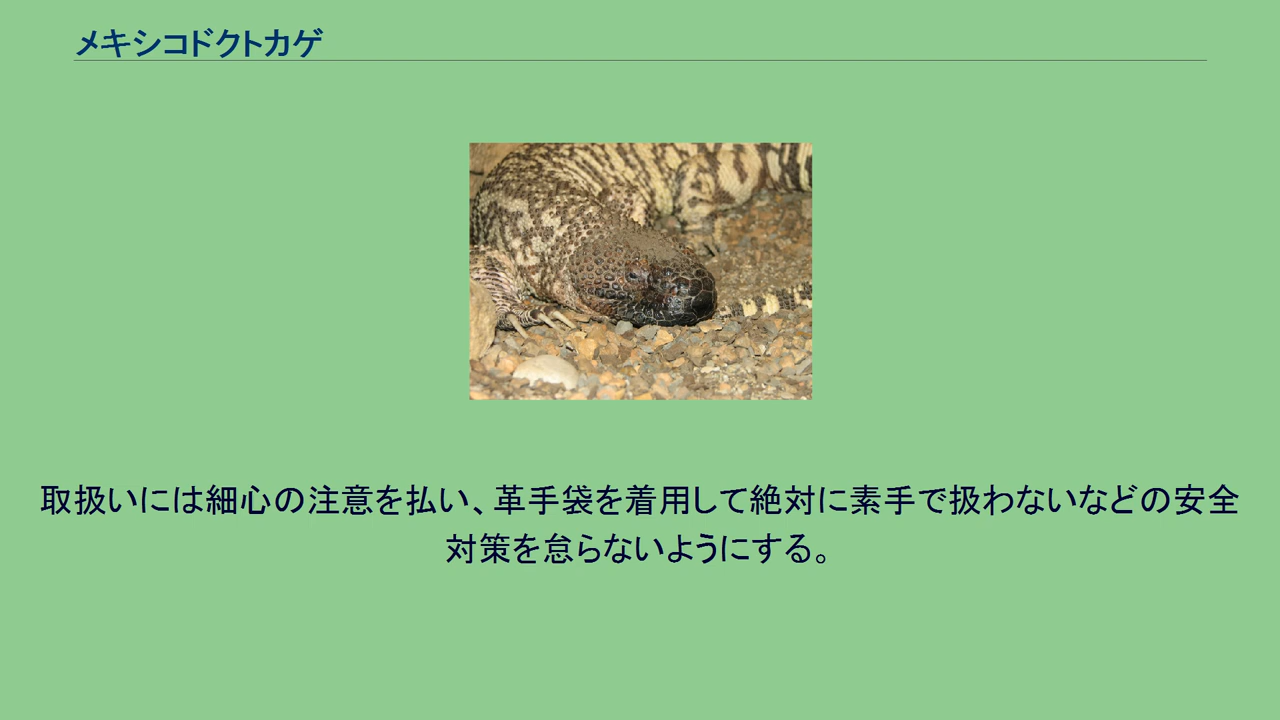 メキシコドクトカゲ
取扱いには細心の注意を払い、革手袋を着用して絶対に素手で扱わないなどの安全
対策を怠らないようにする。